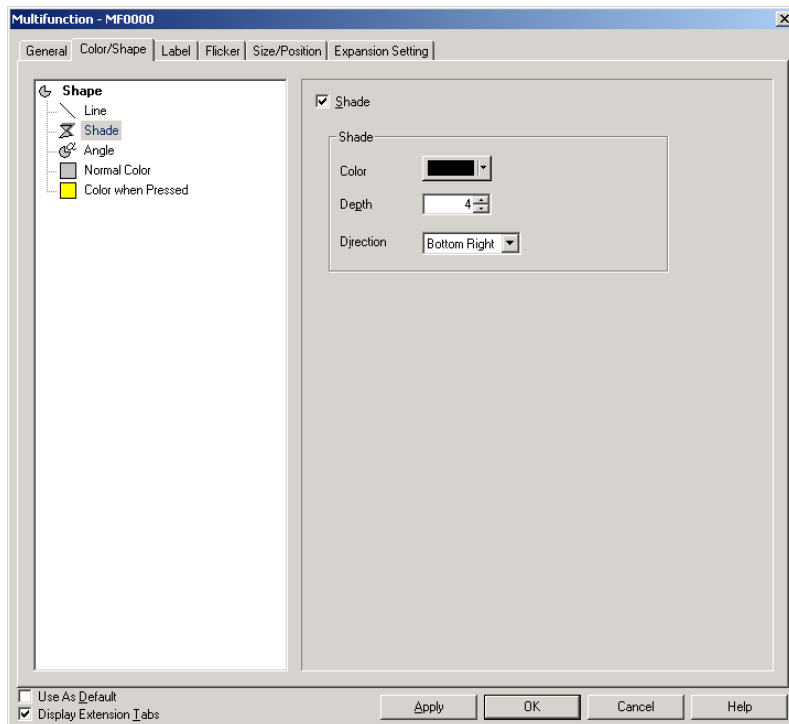 Multifunction - MF0000
General Color/Shape Label Flicker Size/Position Expansion Setting
Shape
Line
Shade
Angle
Normal Color
Color when Pressed
Shade
Shade
Color
Depth 4
Direction Bottom Right
Use As Default
Display Extension Tabs
Apply OK Cancel Help